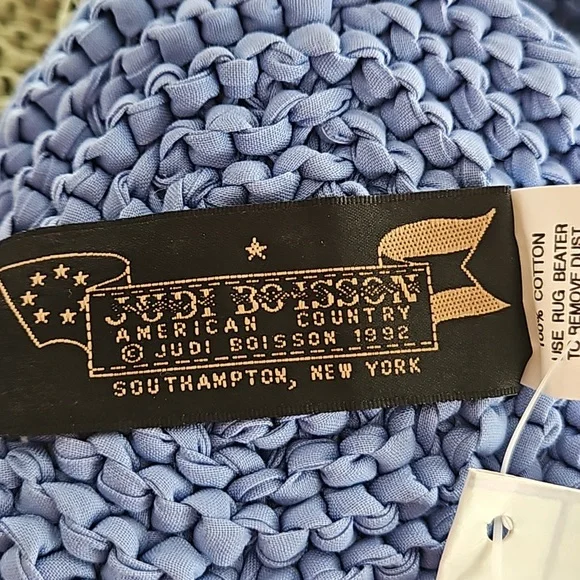 JUDI BOISSON
AMERICAN COUNTRY
© JUDI BOISSON 1992
SOUTHAMPTON, NEW YORK
100% COTTON
USE RUG BEATER
TO REMOVE DUST